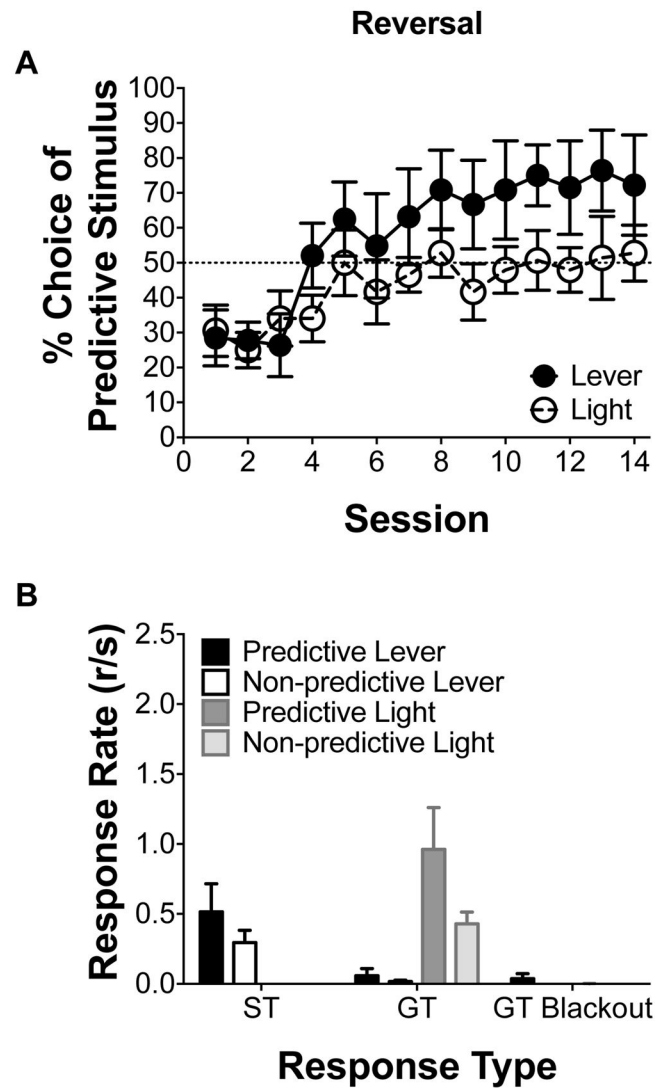 Reversal
A
% Choice of
Predictive Stimulus
100
90
80
70
60
50
40
30
20
10
0
Lever
Light
0 2 4 6 8 10 12 14
Session
B
Response Rate (r/s)
2.5
2.0
1.5
1.0
0.5
0.0
Predictive Lever
Non-predictive Lever
Predictive Light
Non-predictive Light
ST GT GT Blackout
Response Type